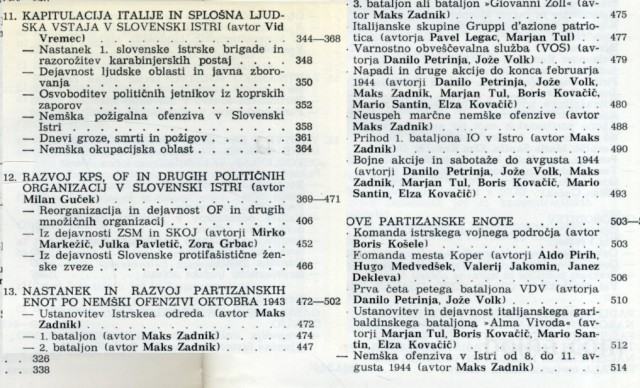 11. KAPITULACIJA ITALIJE IN SPLOŠNA LJUD-
SKA VSTAJA V SLOVENSKI ISTRI (avtor Vid
Vremec) . . . . . . . . . . 344—368
— Nastanek 1. slovenske istrske brigade in
razorožitev karabinjerskih postaj . . . 348
— Dejavnost ljudske oblasti in javna zboro-
vanja . . . . . . . . . . 350
— Osvoboditev političnih jetnikov iz koprskih
zaporov . . . . . . . . . . 352
— Nemška požigalna ofenziva v Slovenski
Istri . . . . . . . . . . 358
— Dnevi groze, smrti in požigov . . . . 361
— Nemška okupacijska oblast . . . . 364
12. RAZVOJ KPS, OF IN DRUGIH POLITIČNIH
ORGANIZACIJ V SLOVENSKI ISTRI (avtor
Milan Guček) . . . . . . . . 369—471
— Reorganizacija in dejavnost OF in drugih
množičnih organizacij . . . . . . 406
— Iz dejavnosti ZSM in SKOJ (avtorji Mirko
Markežič, Julka Pavletič, Zora Grbac) . . 452
— Iz dejavnosti Slovenske protifašistične žen-
ske zveze . . . . . . . . . 466
13. NASTANEK IN RAZVOJ PARTIZANSKIH
ENOT PO NEMŠKI OFENZIVI OKTOBRA 1943 472—502
— Ustanovitev Istrskea odreda (avtor Maks
Zadnik) . . . . . . . . . . 472
— 1. bataljon (avtor Maks Zadnik) . . . 474
— 2. bataljon (avtor Maks Zadnik) . . . 447
. . 326
. . 338
3. bataljon ali bataljon »Giovanni Zoll« (av-
tor Maks Zadnik) . . . . . . . 475
Italijanske skupine Gruppi d'azione patrio-
tica (avtorja Pavel Legac, Marjan Tul) . . 477
Varnostno obveščevalna služba (VOS) (av-
torja Danilo Petrinja, Jože Volk) . . . 479
Napadi in druge akcije do konca februarja
1944 (avtorji Danilo Petrinja, Jože Volk,
Maks Zadnik, Marjan Tul, Boris Kovačič,
Mario Santin, Elza Kovačič) . . . . 480
Neuspeh marčne nemške ofenzive (avtor
Maks Zadnik) . . . . . . . . 488
Prihod 1. bataljona IO v Istro (avtor Maks
Zadnik) . . . . . . . . . . 490
Bojne akcije in sabotaže do avgusta 1944
(avtorji Danilo Petrinja, Jože Volk, Maks
Zadnik, Marjan Tul, Boris Kovačič, Mario
Santin, Elza Kovačič) . . . . . . 493
OVE PARTIZANSKE ENOTE . . . . 503—5
Komanda istrskega vojnega področja (avtor
Boris Košele) . . . . . . . . 503
Fomanda mesta Koper (avtorji Aldo Pirih,
Hugo Medvedšek, Valerij Jakomin, Janez
Dekleva) . . . . . . . . . 506
Prva četa petega bataljona VDV (avtorja
Danilo Petrinja, Jože Volk) . . . . 510
Ustanovitev in dejavnost italijanskega gari-
baldinskega bataljona »Alma Vivoda« (av-
torji Marjan Tul, Boris Kovačič, Mario San-
tin, Elza Kovačič) . . . . . . . 512
— Nemška ofenziva v Istri od 8. do 11. av-
gusta 1944 (avtor Maks Zadnik) . . . 514